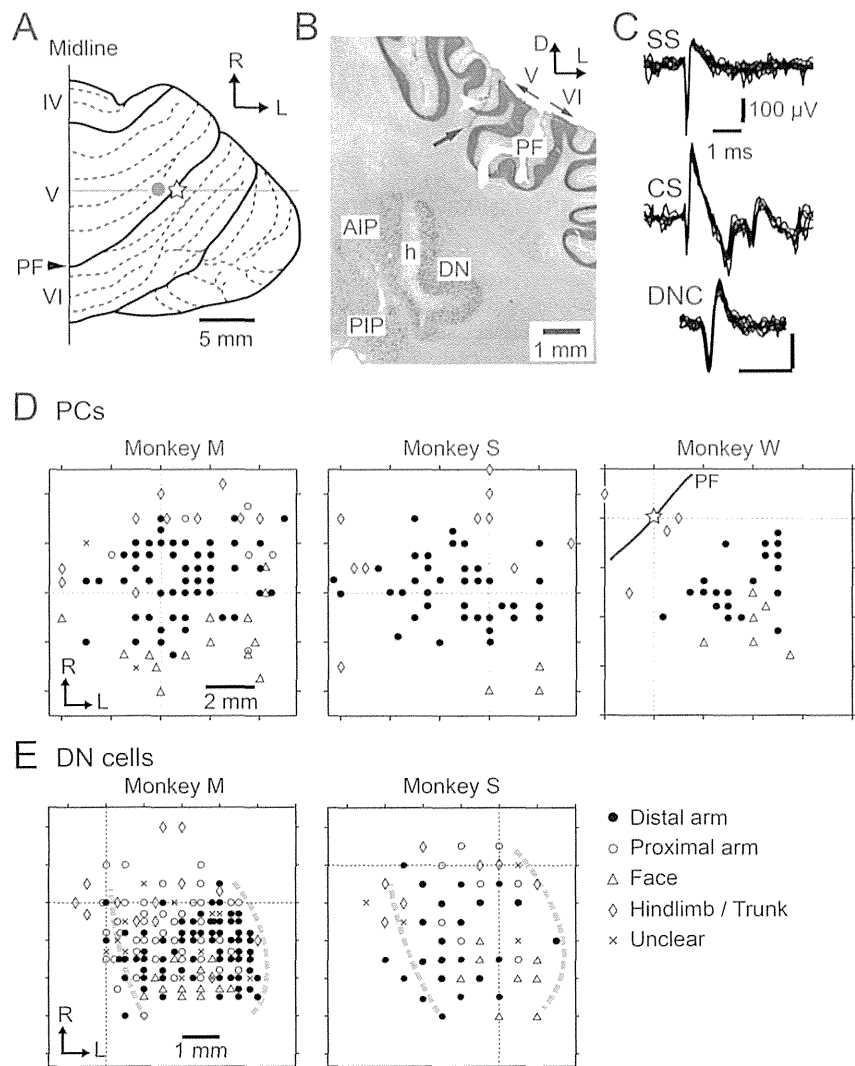 A
Midline
R
L
IV
V
PF
VI
5 mm
B
D
L
V
VI
PF
AIP
h
DN
PIP
1 mm
C
SS
100 µV
1 ms
CS
DNC
D PCs
Monkey M
R
L
2 mm
Monkey S
Monkey W
PF
E DN cells
Monkey M
R
L
1 mm
Monkey S
Distal arm
Proximal arm
Face
Hindlimb / Trunk
Unclear